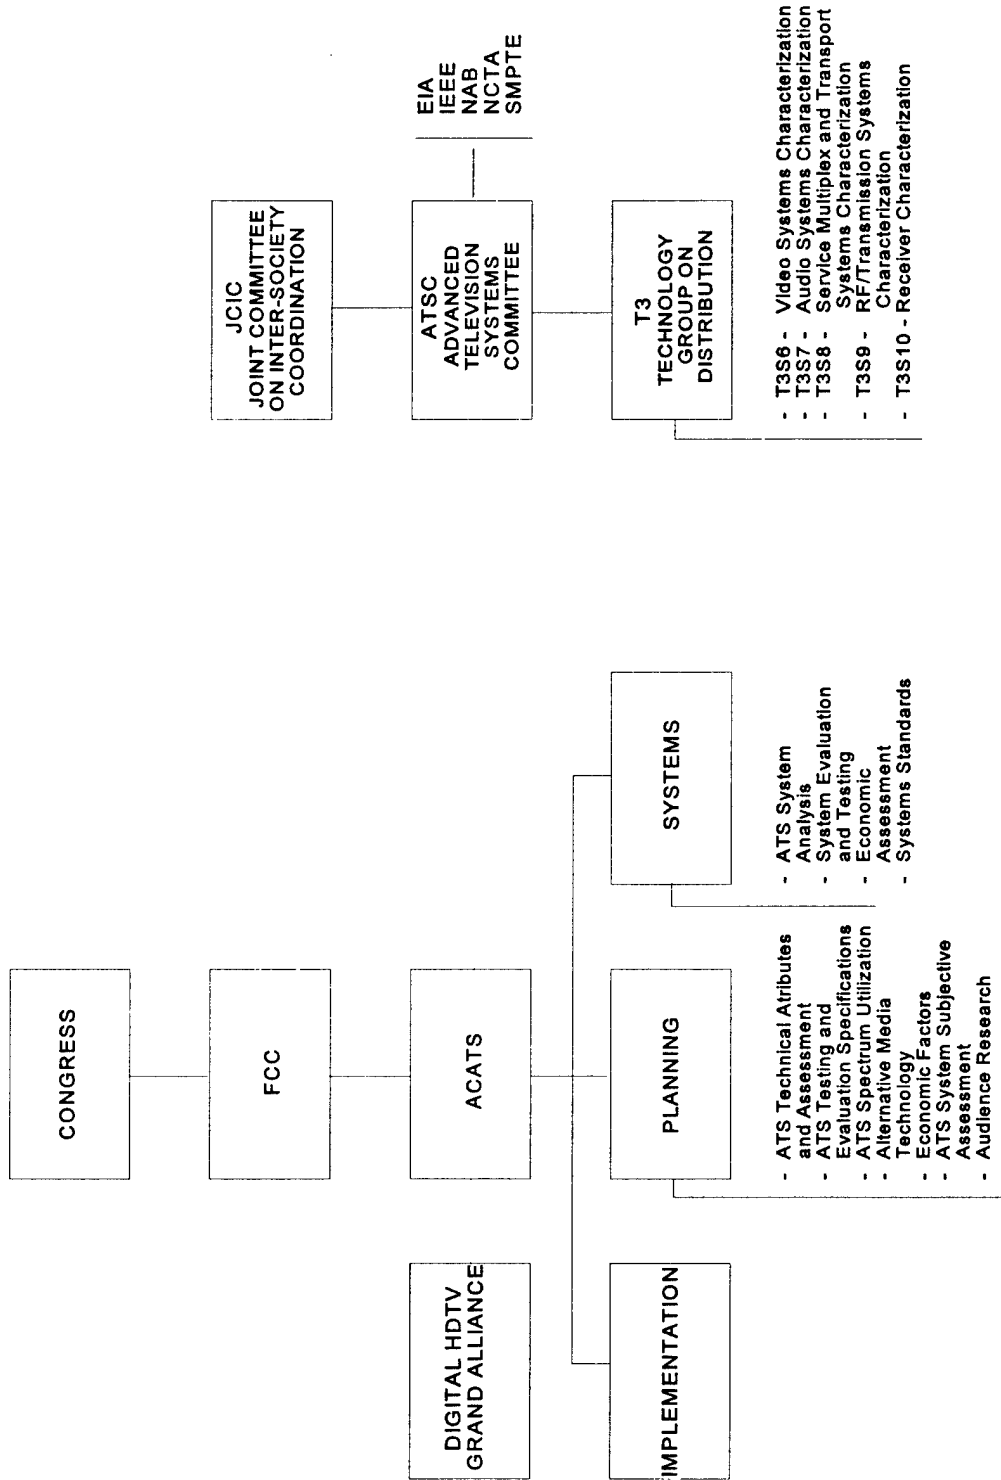 CONGRESS
FCC
DIGITAL HDTV
GRAND ALLIANCE
ACATS
IMPLEMENTATION
PLANNING
SYSTEMS
- ATS Technical Atributes
and Assessment
- ATS Testing and
Evaluation Specifications
- ATS Spectrum Utilization
- Alternative Media
Technology
- Economic Factors
- ATS System Subjective
Assessment
- Audience Research
- ATS System
Analysis
- System Evaluation
and Testing
- Economic
Assessment
- Systems Standards
JCIC
JOINT COMMITTEE
ON INTER-SOCIETY
COORDINATION
ATSC
ADVANCED
TELEVISION
SYSTEMS
COMMITTEE
EIA
IEEE
NAB
NCTA
SMPTE
T3
TECHNOLOGY
GROUP ON
DISTRIBUTION
- T3S6 - Video Systems Characterization
- T3S7 - Audio Systems Characterization
- T3S8 - Service Multiplex and Transport
Systems Characterization
- T3S9 - RF/Transmission Systems
Characterization
- T3S10 - Receiver Characterization